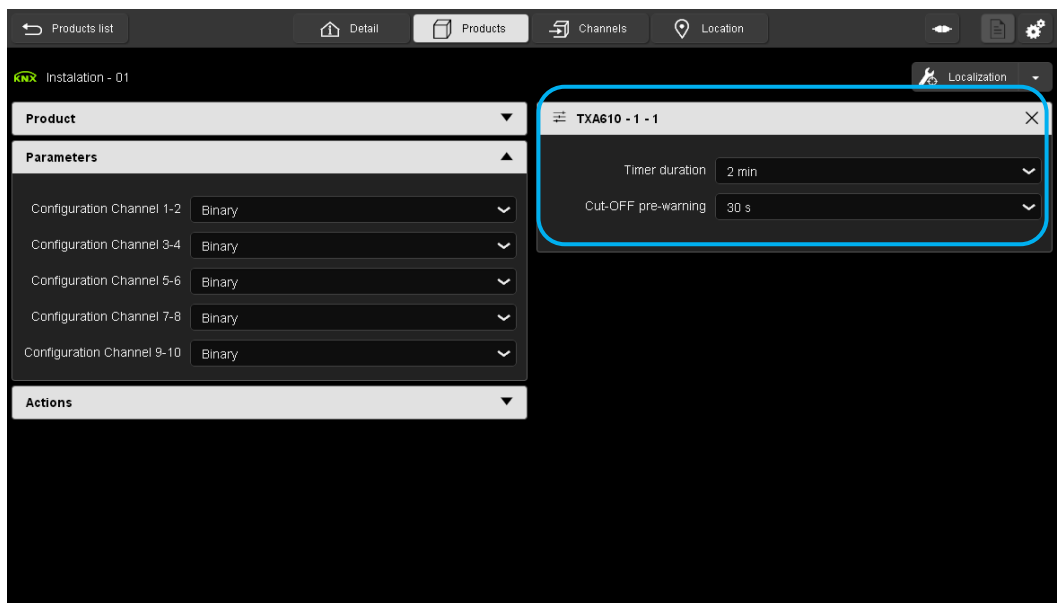 Products list
Detail
Products
Channels
Location
KNX Instalation - 01
Localization
Product
Parameters
Configuration Channel 1-2 Binary
Configuration Channel 3-4 Binary
Configuration Channel 5-6 Binary
Configuration Channel 7-8 Binary
Configuration Channel 9-10 Binary
Actions
TXA610 - 1 - 1
Timer duration 2 min
Cut-OFF pre-warning 30 s